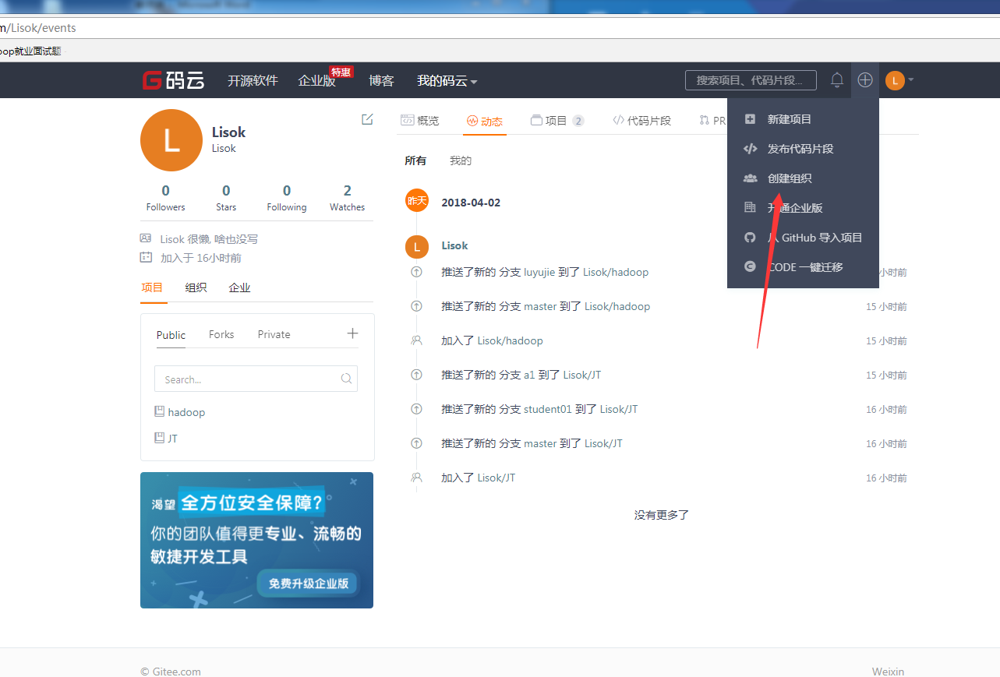 m/Lisok/events
oop就业面试题
G 码云 开源软件 企业版 特惠 博客 我的码云 搜索项目、代码片段... L
L
Lisok
Lisok
0 0 0 2
Followers Stars Following Watches
Lisok 很懒, 啥也没写
加入于 16小时前
项目 组织 企业
Public Forks Private
Search...
hadoop
JT
渴望 全方位安全保障?
你的团队值得更专业、流畅的
敏捷开发工具
免费升级企业版
概览 动态 项目 2 代码片段 PR
所有 我的
昨天 2018-04-02
L Lisok
推送了新的 分支 luyujie 到了 Lisok/hadoop 小时前
推送了新的 分支 master 到了 Lisok/hadoop 15 小时前
加入了 Lisok/hadoop 15 小时前
推送了新的 分支 a1 到了 Lisok/JT 15 小时前
推送了新的 分支 student01 到了 Lisok/JT 16 小时前
推送了新的 分支 master 到了 Lisok/JT 16 小时前
加入了 Lisok/JT 16 小时前
没有更多了
新建项目
发布代码片段
创建组织
开通企业版
从 GitHub 导入项目
CODE 一键迁移
© Gitee.com Weixin